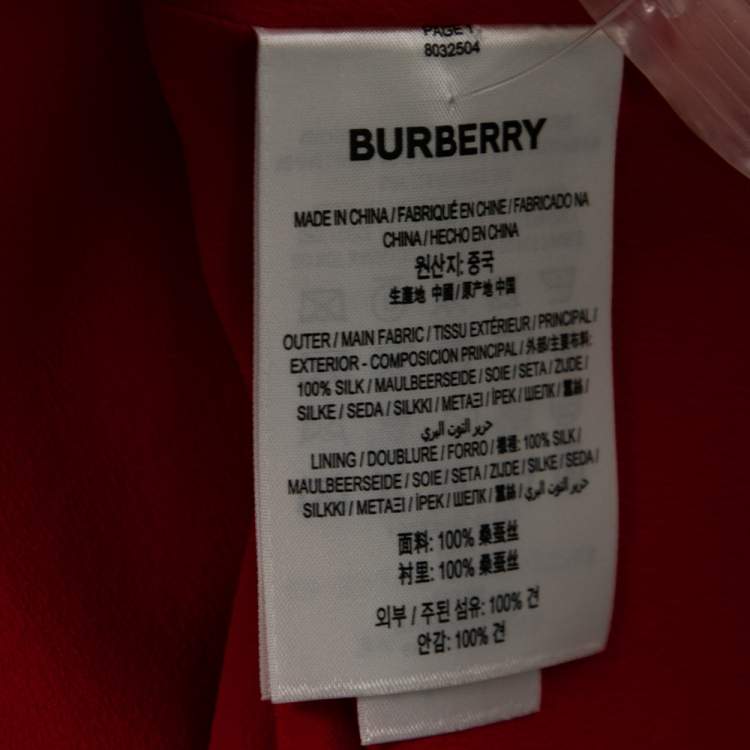 PAGE 1
8032504
BURBERRY
MADE IN CHINA / FABRIQUÉ EN CHINE / FABRICADO NA
CHINA / HECHO EN CHINA
원산지: 중국
生產地 中國 / 原产地 中国
OUTER / MAIN FABRIC / TISSU EXTÉRIEUR / PRINCIPAL /
EXTERIOR - COMPOSICION PRINCIPAL / 外部/主要布料:
100% SILK / MAULBEERSEIDE / SOIE / SETA / ZIJDE /
SILKE / SEDA / SILKKI / ΜΕΤΑΞΙ / İPEK / ШЕЛК / 蠶絲 /
حرير التوت البري
LINING / DOUBLURE / FORRO / 裡裡: 100% SILK /
MAULBEERSEIDE / SOIE / SETA / ZIJDE / SILKE / SEDA /
SILKKI / ΜΕΤΑΞΙ / İPEK / ШЕЛК / 蠶絲 / حرير التوت البري
面料: 100% 桑蚕丝
衬里: 100% 桑蚕丝
외부 / 주된 섬유: 100% 견
안감: 100% 견